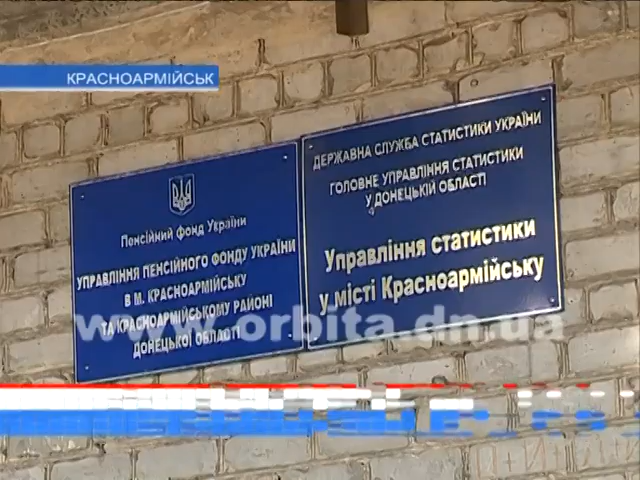 КРАСНОАРМІЙСЬК
Пенсійний фонд України
УПРАВЛІННЯ ПЕНСІЙНОГО ФОНДУ УКРАЇНИ
В М. КРАСНОАРМІЙСЬКУ
ТА КРАСНОАРМІЙСЬКОМУ РАЙОНІ
ДОНЕЦЬКОЇ ОБЛАСТІ
ДЕРЖАВНА СЛУЖБА СТАТИСТИКИ УКРАЇНИ
ГОЛОВНЕ УПРАВЛІННЯ СТАТИСТИКИ
У ДОНЕЦЬКІЙ ОБЛАСТІ
Управління статистики
у місті Красноармійську
www.orbita.dn.ua